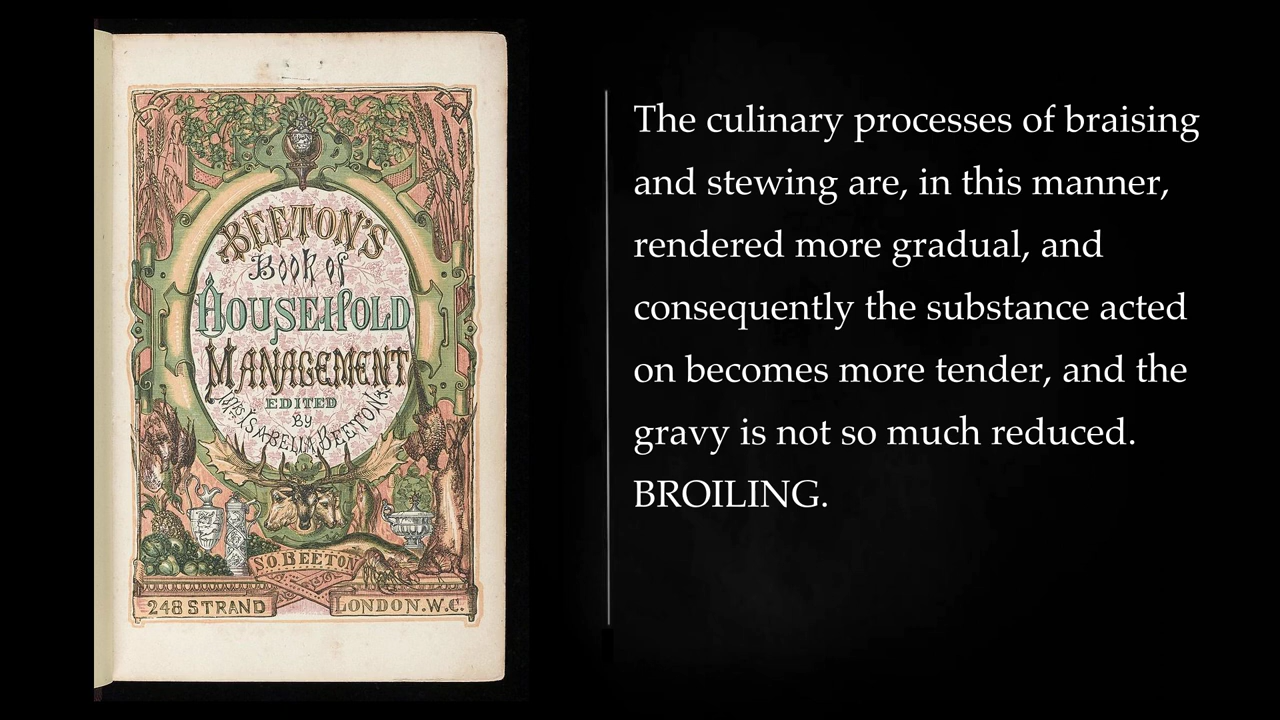 BEETON'S
Book of
HOUSEHOLD
MANAGEMENT
EDITED
By
MRS. ISABELLA BEETON.
S.O. BEETON
248 STRAND
LONDON. W.C.
The culinary processes of braising
and stewing are, in this manner,
rendered more gradual, and
consequently the substance acted
on becomes more tender, and the
gravy is not so much reduced.
BROILING.